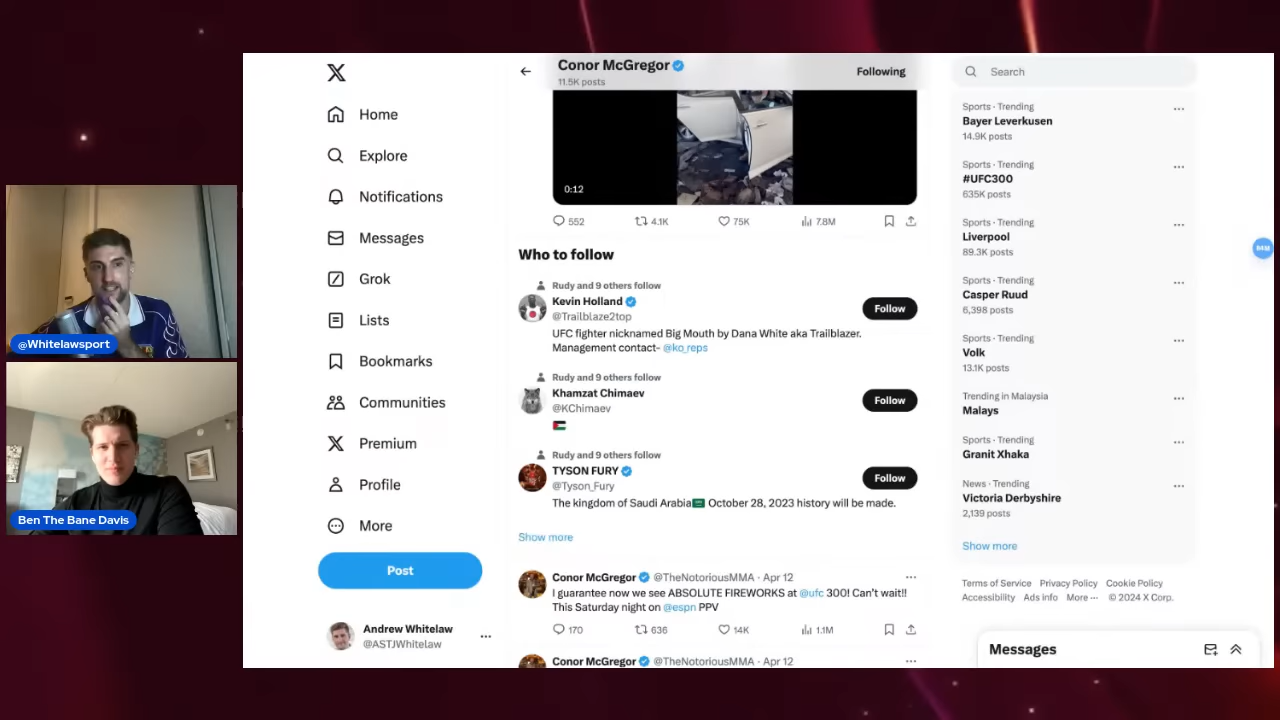 Home
Explore
Notifications
Messages
Grok
Lists
Bookmarks
Communities
Premium
Profile
More
Post
Andrew Whitelaw
@ASTJWhitelaw
Conor McGregor
11.5K posts
Following
0:12
552
4.1K
75K
7.8M
Who to follow
Rudy and 9 others follow
Kevin Holland
@Trailblaze2top
Follow
UFC fighter nicknamed Big Mouth by Dana White aka Trailblazer.
Management contact- @ko_reps
Rudy and 9 others follow
Khamzat Chimaev
@KChimaev
Follow
Rudy and 9 others follow
TYSON FURY
@Tyson_Fury
Follow
The kingdom of Saudi Arabia October 28, 2023 history will be made.
Show more
Conor McGregor @TheNotoriousMMA · Apr 12
I guarantee now we see ABSOLUTE FIREWORKS at @ufc 300! Can't wait!!
This Saturday night on @espn PPV
170
636
14K
1.1M
Conor McGregor @TheNotoriousMMA · Apr 12
Search
Sports · Trending
Bayer Leverkusen
14.9K posts
Sports · Trending
#UFC300
635K posts
Sports · Trending
Liverpool
89.3K posts
Sports · Trending
Casper Ruud
6,398 posts
Sports · Trending
Volk
13.1K posts
Trending in Malaysia
Malays
Sports · Trending
Granit Xhaka
News · Trending
Victoria Derbyshire
2,139 posts
Show more
Terms of Service Privacy Policy Cookie Policy
Accessibility Ads info More ··· © 2024 X Corp.
Messages
@Whitelawsport
Ben The Bane Davis